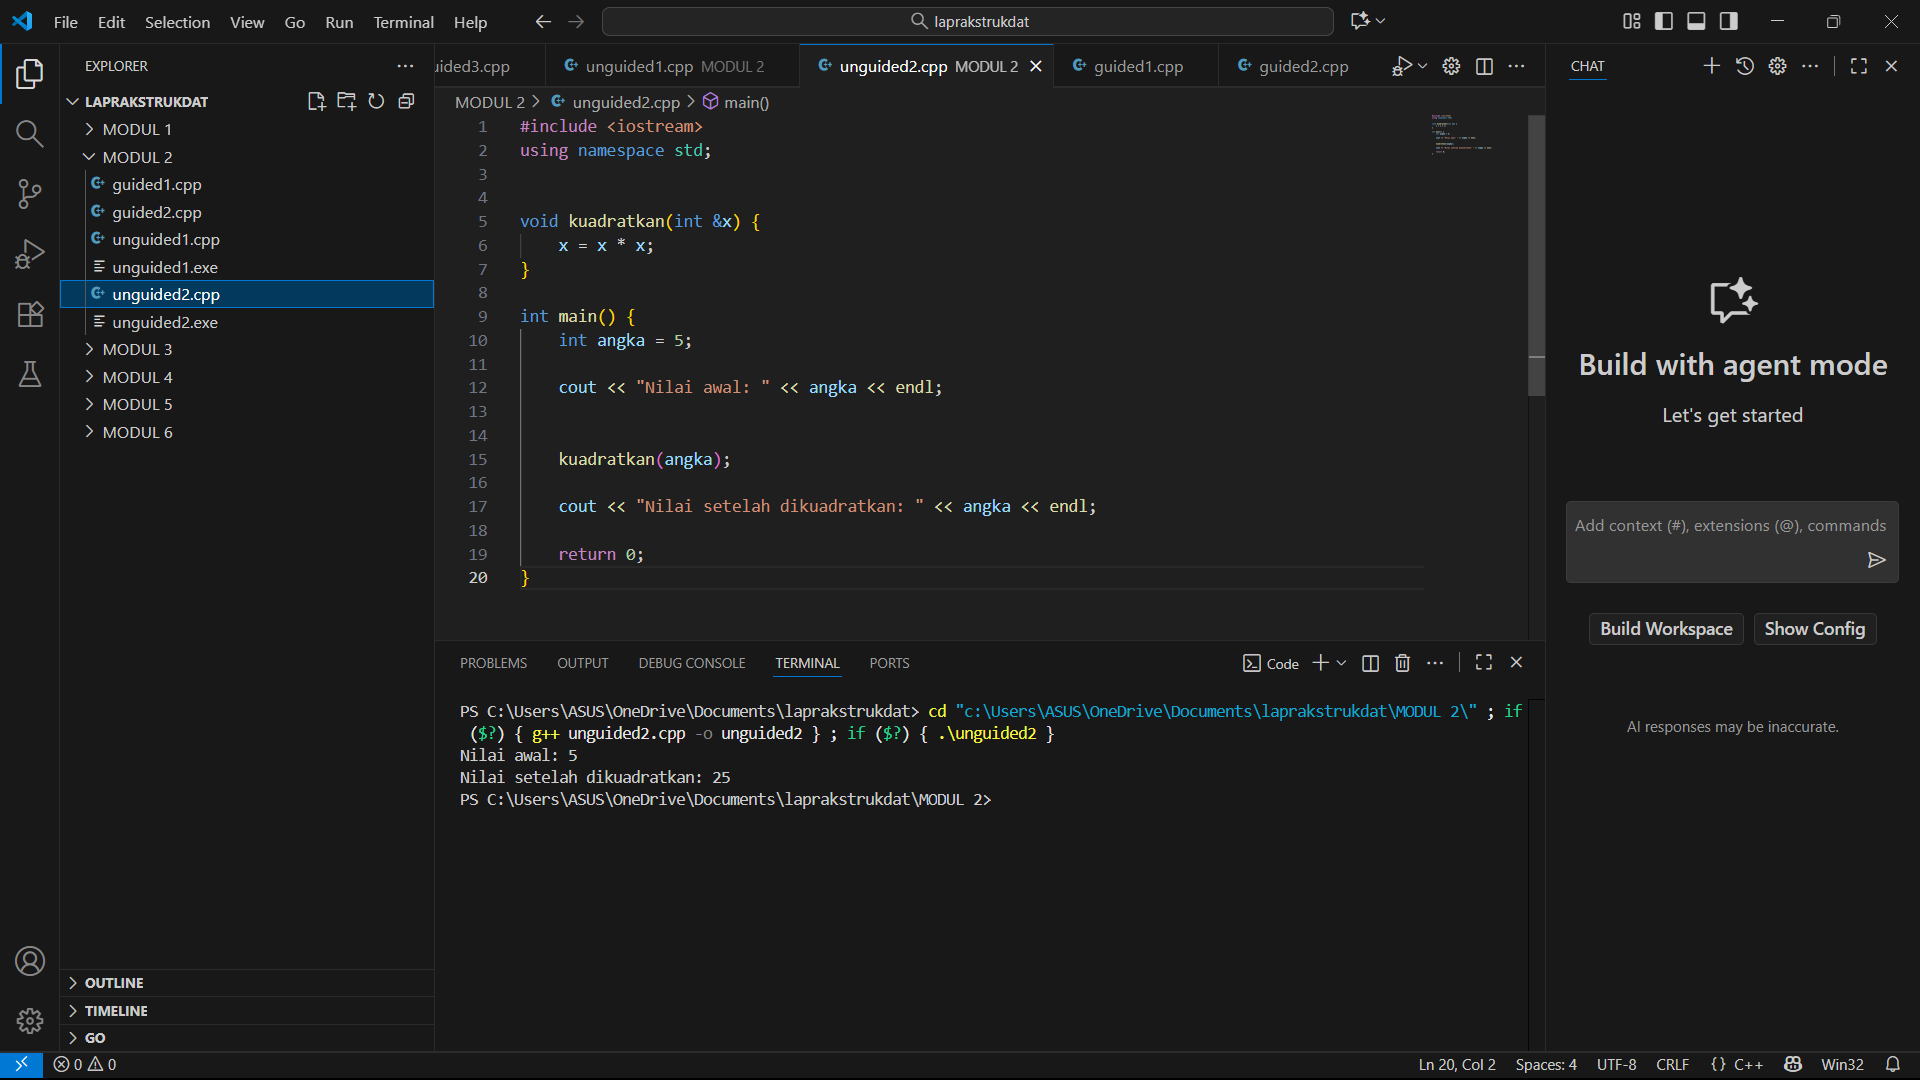 File Edit Selection View Go Run Terminal Help
laprakstrukdat
EXPLORER
LAPRAKSTRUKDAT
MODUL 1
MODUL 2
guided1.cpp
guided2.cpp
unguided1.cpp
unguided1.exe
unguided2.cpp
unguided2.exe
MODUL 3
MODUL 4
MODUL 5
MODUL 6
OUTLINE
TIMELINE
GO
uided3.cpp unguided1.cpp MODUL 2 unguided2.cpp MODUL 2 guided1.cpp guided2.cpp
MODUL 2 > unguided2.cpp > main()
1 #include <iostream>
2 using namespace std;
3
4
5 void kuadratkan(int &x) {
6     x = x * x;
7 }
8
9 int main() {
10     int angka = 5;
11
12     cout << "Nilai awal: " << angka << endl;
13
14
15     kuadratkan(angka);
16
17     cout << "Nilai setelah dikuadratkan: " << angka << endl;
18
19     return 0;
20 }
PROBLEMS OUTPUT DEBUG CONSOLE TERMINAL PORTS
Code
PS C:\Users\ASUS\OneDrive\Documents\laprakstrukdat> cd "c:\Users\ASUS\OneDrive\Documents\laprakstrukdat\MODUL 2\" ; if
($?) { g++ unguided2.cpp -o unguided2 } ; if ($?) { .\unguided2 }
Nilai awal: 5
Nilai setelah dikuadratkan: 25
PS C:\Users\ASUS\OneDrive\Documents\laprakstrukdat\MODUL 2>
CHAT
Build with agent mode
Let's get started
Add context (#), extensions (@), commands
Build Workspace Show Config
AI responses may be inaccurate.
0 0
Ln 20, Col 2 Spaces: 4 UTF-8 CRLF {} C++ Win32